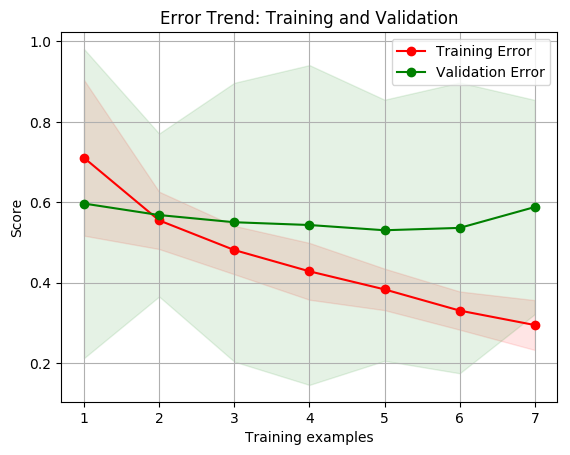 Error Trend: Training and Validation
Training Error
Validation Error
1.0
0.8
0.6
0.4
0.2
Score
1 2 3 4 5 6 7
Training examples